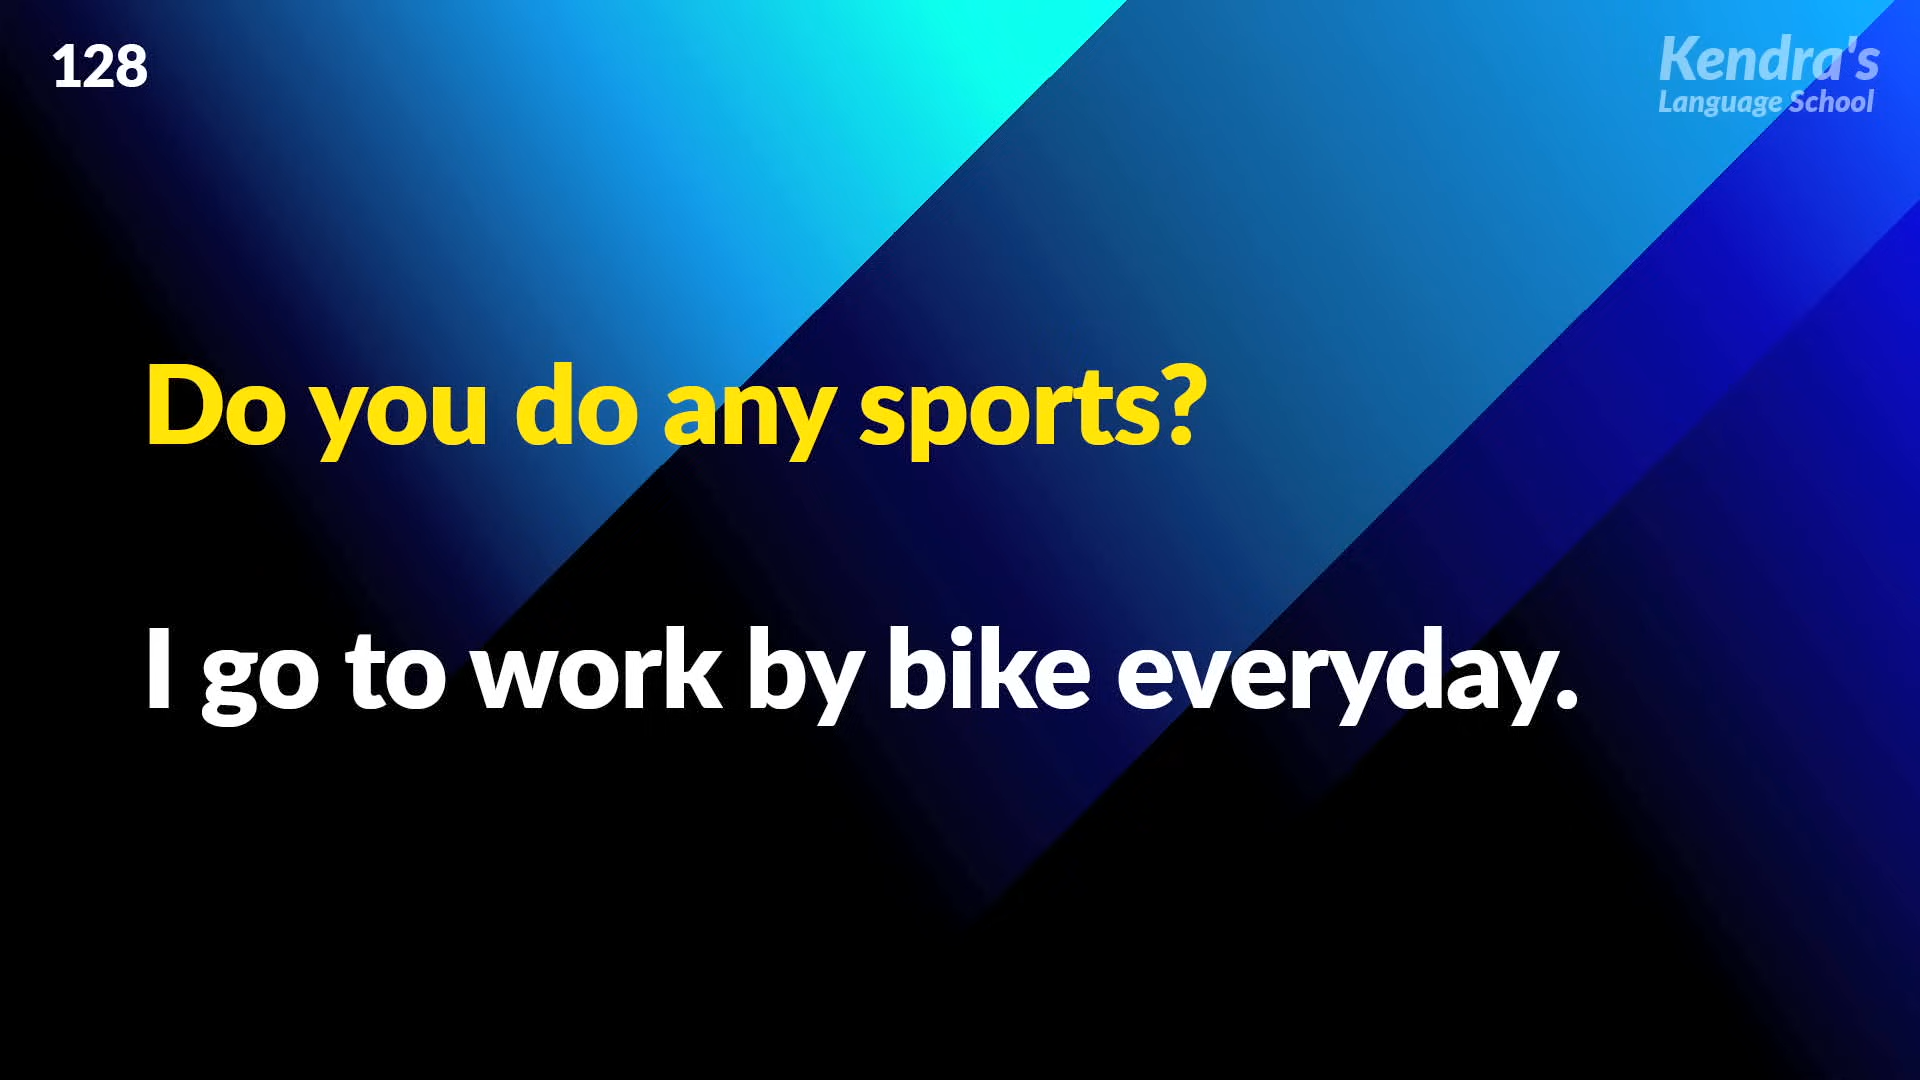 128
Kendra's
Language School
Do you do any sports?
I go to work by bike everyday.